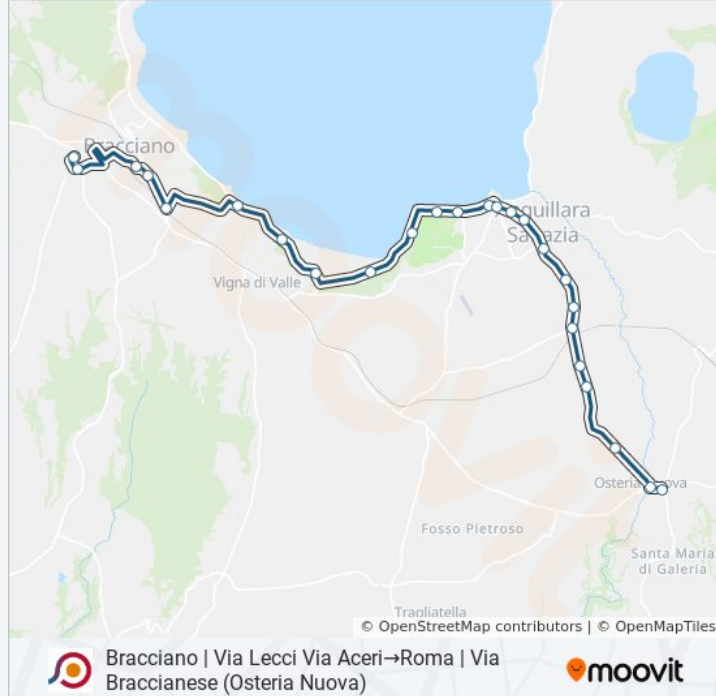 Bracciano
Anguillara
Sabazia
Vigna di Valle
Osteria Nuova
Fosso Pietroso
Santa Maria
di Galeria
Tragliatella
© OpenStreetMap contributors | © OpenMapTiles
Bracciano | Via Lecci Via Aceri→Roma | Via
Braccianese (Osteria Nuova)
moovit